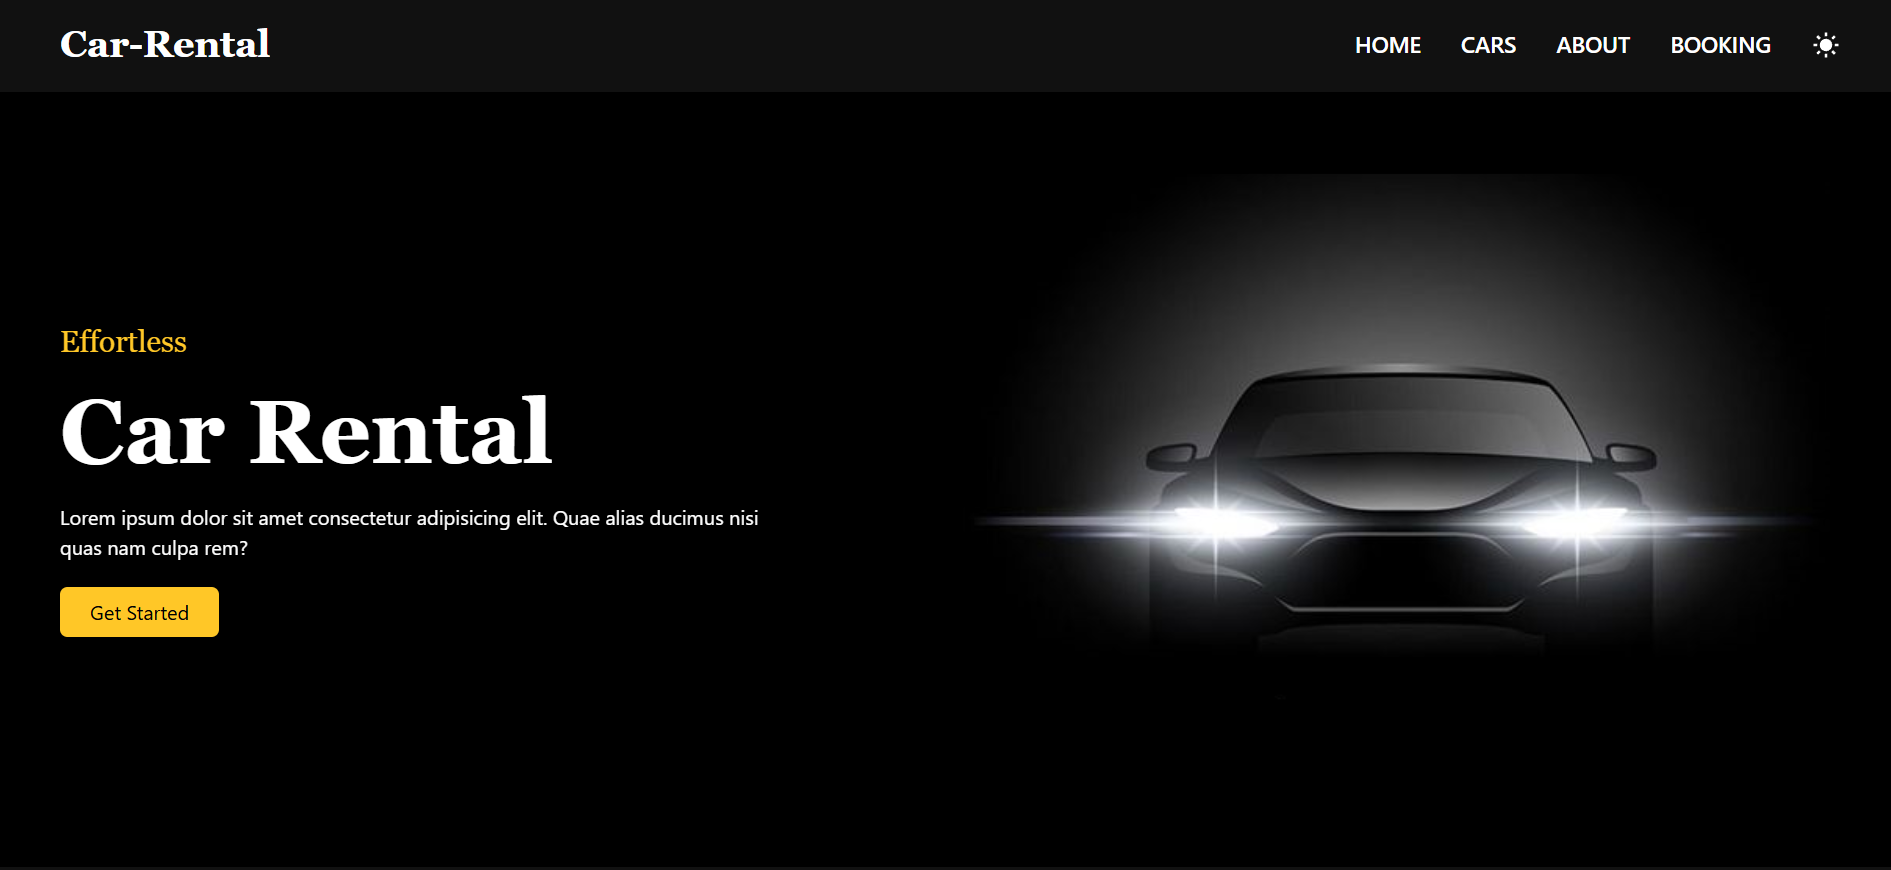 Car-Rental
HOME CARS ABOUT BOOKING
Effortless
Car Rental
Lorem ipsum dolor sit amet consectetur adipisicing elit. Quae alias ducimus nisi
quas nam culpa rem?
Get Started